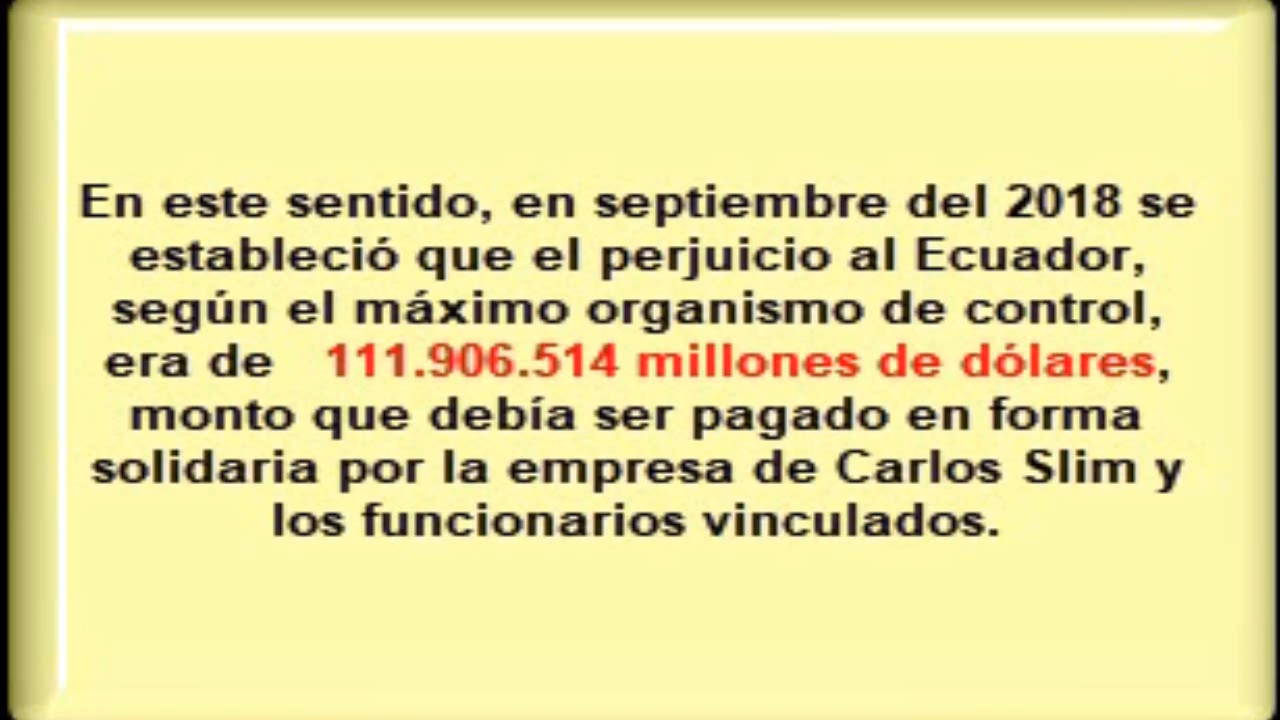 En este sentido, en septiembre del 2018 se
estableció que el perjuicio al Ecuador,
según el máximo organismo de control,
era de 111.906.514 millones de dólares,
monto que debía ser pagado en forma
solidaria por la empresa de Carlos Slim y
los funcionarios vinculados.